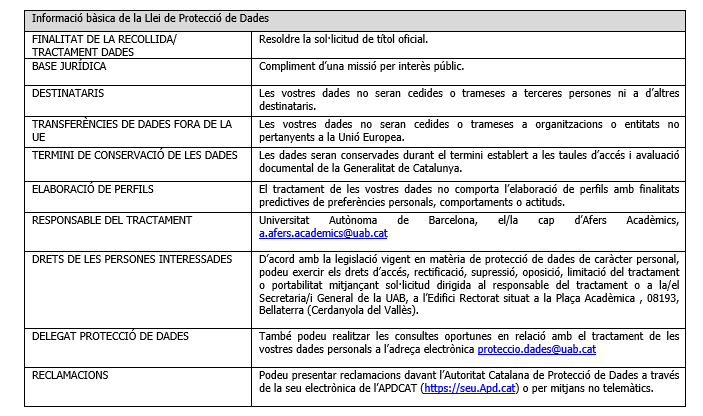 Informació bàsica de la Llei de Protecció de Dades
FINALITAT DE LA RECOLLIDA/
TRACTAMENT DADES
Resoldre la sol·licitud de títol oficial.
BASE JURÍDICA
Compliment d’una missió per interès públic.
DESTINATARIS
Les vostres dades no seran cedides o trameses a terceres persones ni a d’altres
destinataris.
TRANSFERÈNCIES DE DADES FORA DE LA
UE
Les vostres dades no seran cedides o trameses a organitzacions o entitats no
pertanyents a la Unió Europea.
TERMINI DE CONSERVACIÓ DE LES DADES
Les dades seran conservades durant el termini establert a les taules d’accés i avaluació
documental de la Generalitat de Catalunya.
ELABORACIÓ DE PERFILS
El tractament de les vostres dades no comporta l’elaboració de perfils amb finalitats
predictives de preferències personals, comportaments o actituds.
RESPONSABLE DEL TRACTAMENT
Universitat Autònoma de Barcelona, el/la cap d’Afers Acadèmics,
a.afers.academics@uab.cat
DRETS DE LES PERSONES INTERESSADES
D’acord amb la legislació vigent en matèria de protecció de dades de caràcter personal,
podeu exercir els drets d’accés, rectificació, supressió, oposició, limitació del tractament
o portabilitat mitjançant sol·licitud dirigida al responsable del tractament o a la/el
Secretaria/i General de la UAB, a l’Edifici Rectorat situat a la Plaça Acadèmica , 08193,
Bellaterra (Cerdanyola del Vallès).
DELEGAT PROTECCIÓ DE DADES
També podeu realitzar les consultes oportunes en relació amb el tractament de les
vostres dades personals a l’adreça electrònica proteccio.dades@uab.cat
RECLAMACIONS
Podeu presentar reclamacions davant l’Autoritat Catalana de Protecció de Dades a través
de la seu electrònica de l’APDCAT (https://seu.Apd.cat) o per mitjans no telemàtics.